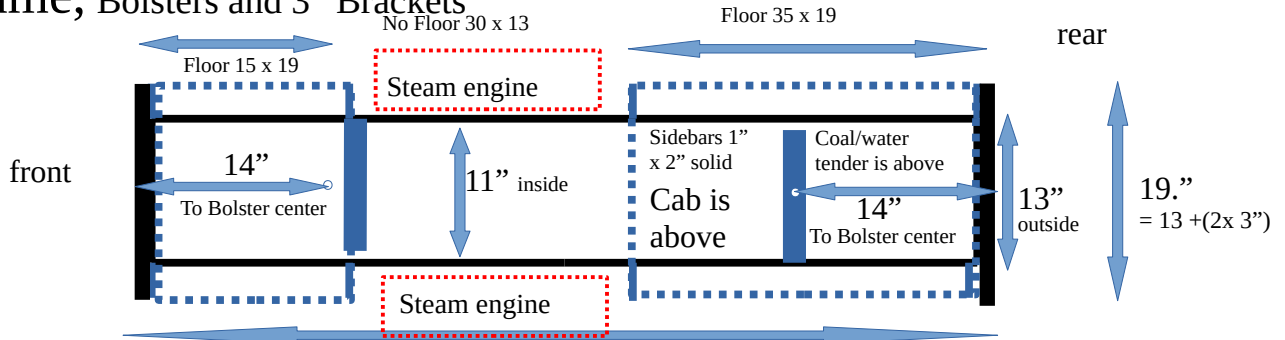 Bolsters and 3" Brackets
No Floor 30 x 13
Floor 35 x 19
rear
Floor 15 x 19
Steam engine
front
14”
To Bolster center
11” inside
Sidebars 1”
x 2” solid
Cab is
above
Coal/water
tender is above
14”
To Bolster center
13”
outside
19.”
= 13 +(2x 3”)
Steam engine